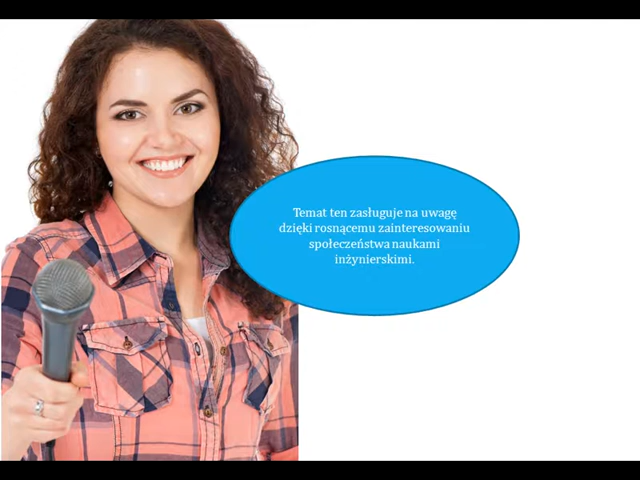 Temat ten zasługuje na uwagę
dzięki rosnącemu zainteresowaniu
społeczeństwa naukami
inżynierskimi.